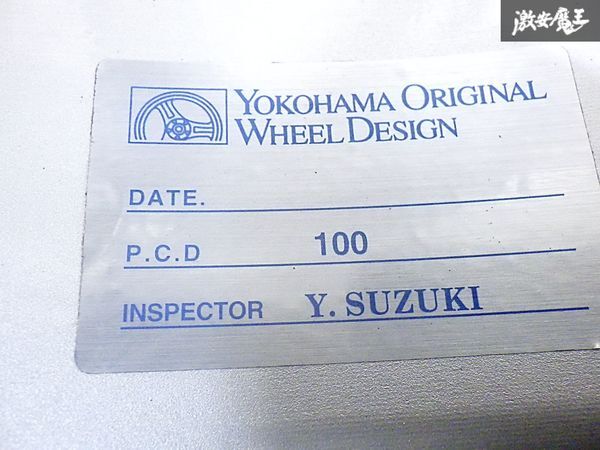 激安魔王
YOKOHAMA ORIGINAL
WHEEL DESIGN
DATE.
P.C.D 100
INSPECTOR Y. SUZUKI